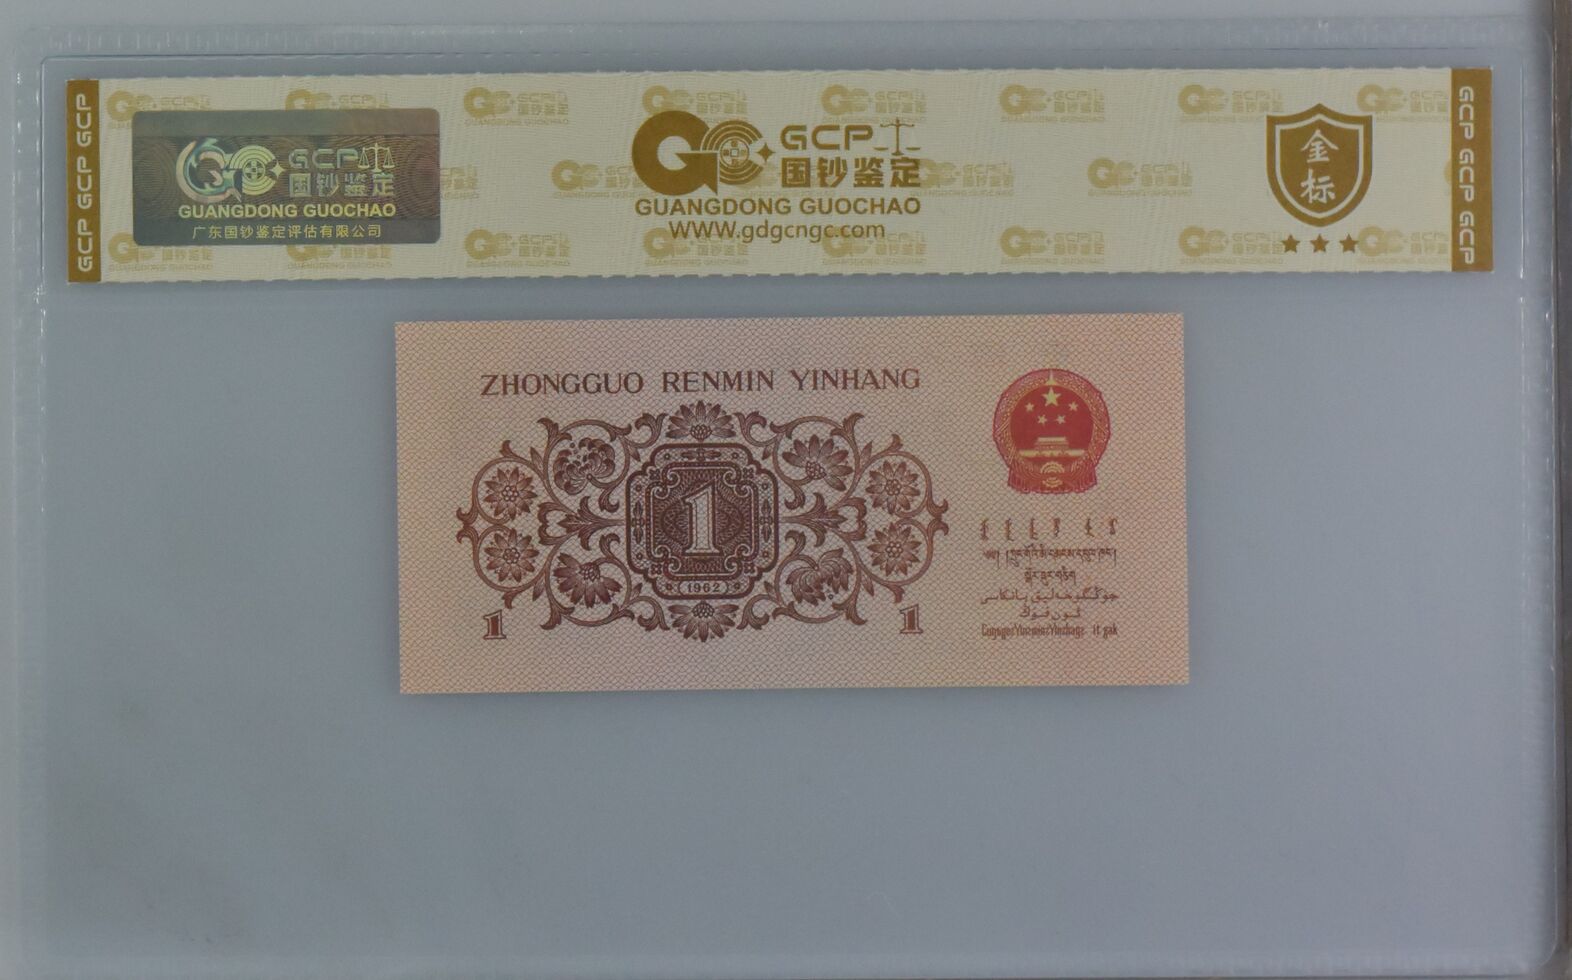 GCP GCP GCP
GCP
国钞鉴定
GUANGDONG GUOCHAO
广东国钞鉴定评估有限公司
GCP
国钞鉴定
GUANGDONG GUOCHAO
WWW.gdgcngc.com
金标
GCP GCP GCP
ZHONGGUO RENMIN YINHANG
1
(1962)
1
1